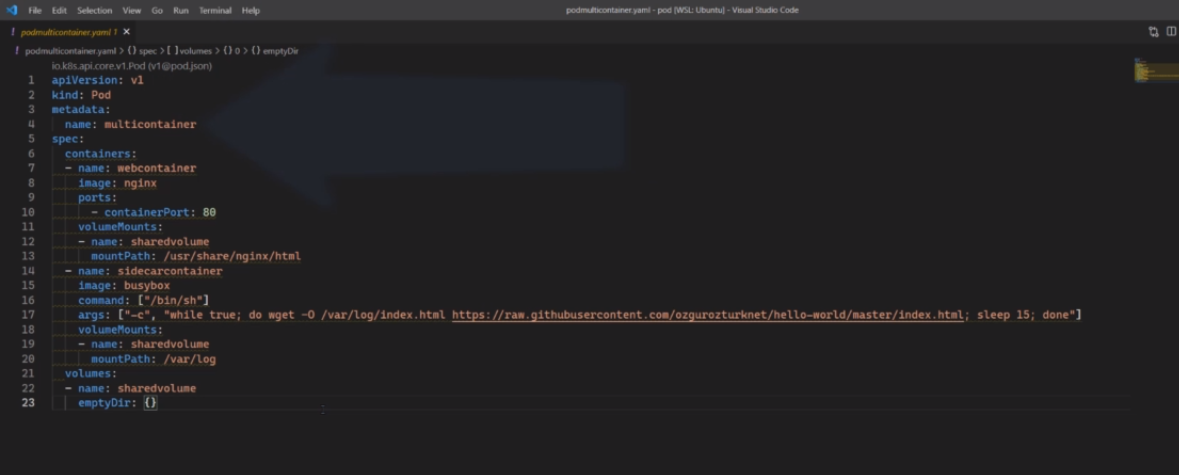 File Edit Selection View Go Run Terminal Help podmulticontainer.yaml - pod [WSL: Ubuntu] - Visual Studio Code
! podmulticontainer.yaml 1 ×
! podmulticontainer.yaml > {} spec > [ ] volumes > {} 0 > {} emptyDir
io.k8s.api.core.v1.Pod (v1@pod.json)
1 apiVersion: v1
2 kind: Pod
3 metadata:
4 name: multicontainer
5 spec:
6 containers:
7 - name: webcontainer
8 image: nginx
9 ports:
10 - containerPort: 80
11 volumeMounts:
12 - name: sharedvolume
13 mountPath: /usr/share/nginx/html
14 - name: sidecarcontainer
15 image: busybox
16 command: ["/bin/sh"]
17 args: ["-c", "while true; do wget -O /var/log/index.html https://raw.githubusercontent.com/ozgurozturknet/hello-world/master/index.html; sleep 15; done"]
18 volumeMounts:
19 - name: sharedvolume
20 mountPath: /var/log
21 volumes:
22 - name: sharedvolume
23 emptyDir: {}